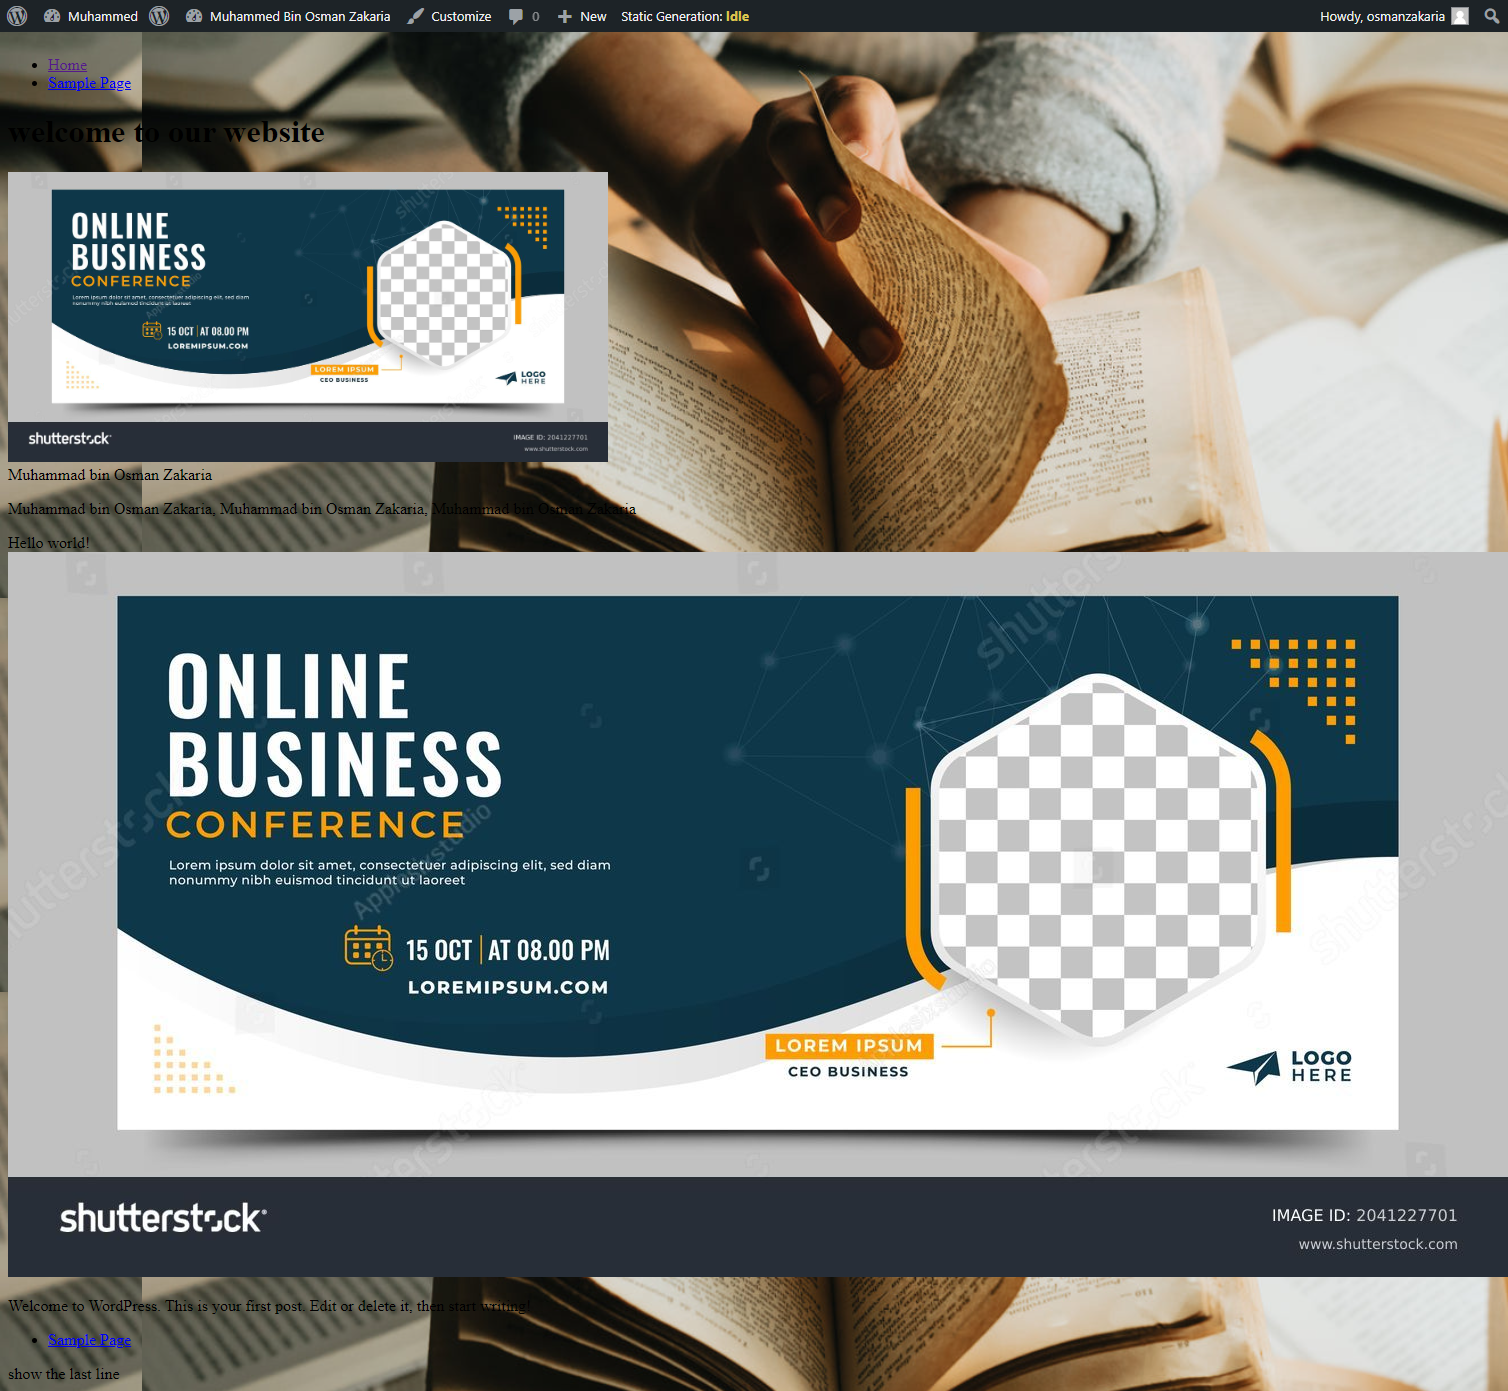 Muhammed Muhammed Bin Osman Zakaria Customize 0 New Static Generation: Idle Howdy, osmanzakaria
Home
Sample Page
welcome to our website
ONLINE
BUSINESS
CONFERENCE
Lorem ipsum dolor sit amet, consectetuer adipiscing elit, sed diam
nonummy nibh euismod tincidunt ut laoreet
15 OCT AT 08.00 PM
LOREMIPSUM.COM
LOREM IPSUM
CEO BUSINESS
LOGO
HERE
shutterstock
IMAGE ID: 2041227701
www.shutterstock.com
Muhammad bin Osman Zakaria
Muhammad bin Osman Zakaria, Muhammad bin Osman Zakaria, Muhammad bin Osman Zakaria
Hello world!
ONLINE
BUSINESS
CONFERENCE
Lorem ipsum dolor sit amet, consectetuer adipiscing elit, sed diam
nonummy nibh euismod tincidunt ut laoreet
15 OCT AT 08.00 PM
LOREMIPSUM.COM
LOREM IPSUM
CEO BUSINESS
LOGO
HERE
shutterstock
IMAGE ID: 2041227701
www.shutterstock.com
Welcome to WordPress. This is your first post. Edit or delete it, then start writing!
Sample Page
show the last line